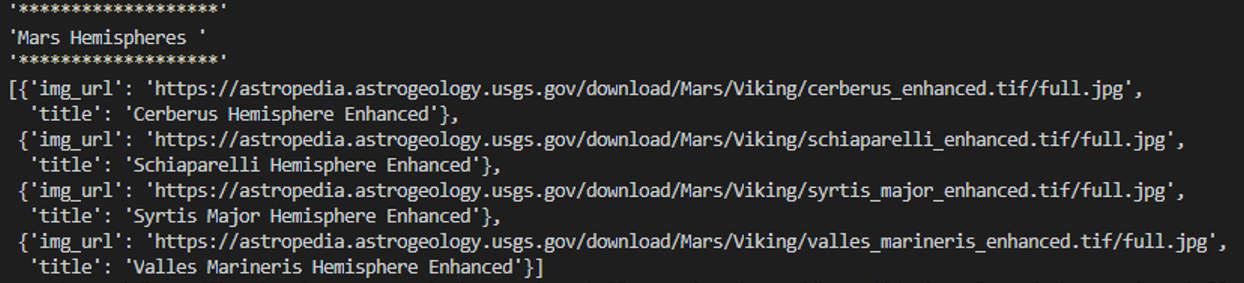 '*******************'
'Mars Hemispheres '
'*******************'
[{'img_url': 'https://astropedia.astrogeology.usgs.gov/download/Mars/Viking/cerberus_enhanced.tif/full.jpg',
  'title': 'Cerberus Hemisphere Enhanced'},
 {'img_url': 'https://astropedia.astrogeology.usgs.gov/download/Mars/Viking/schiaparelli_enhanced.tif/full.jpg',
  'title': 'Schiaparelli Hemisphere Enhanced'},
 {'img_url': 'https://astropedia.astrogeology.usgs.gov/download/Mars/Viking/syrtis_major_enhanced.tif/full.jpg',
  'title': 'Syrtis Major Hemisphere Enhanced'},
 {'img_url': 'https://astropedia.astrogeology.usgs.gov/download/Mars/Viking/valles_marineris_enhanced.tif/full.jpg',
  'title': 'Valles Marineris Hemisphere Enhanced'}]